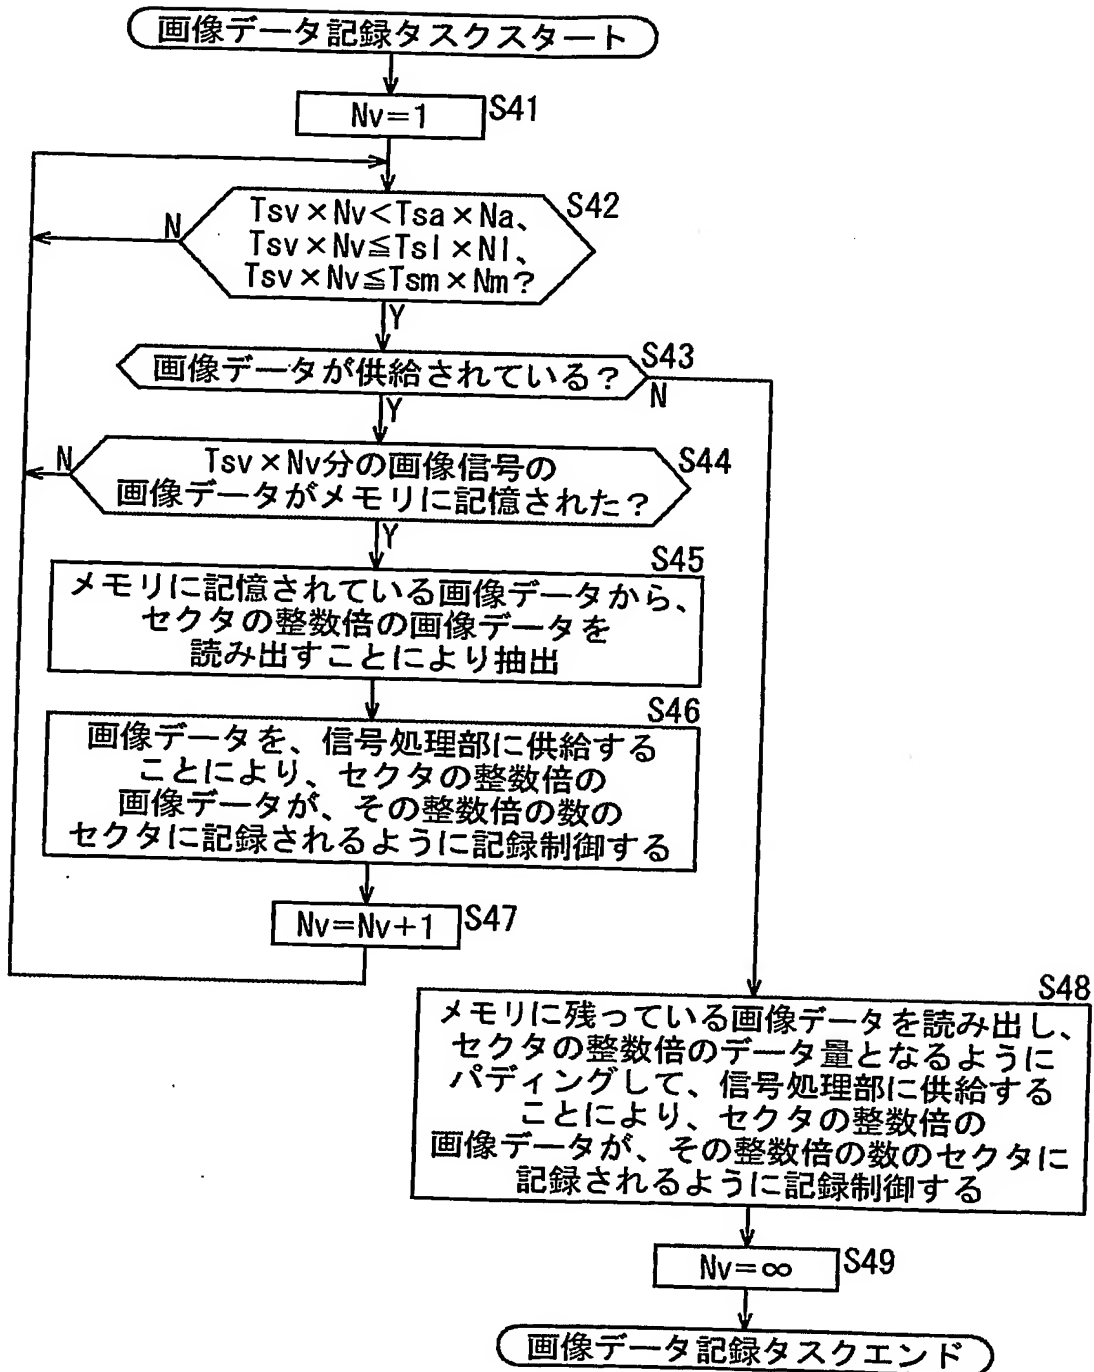 画像データ記録タスクスタート
Nv=1
S41
Tsv×Nv<Tsa×Na、
Tsv×Nv≦Tsl×Nl、
Tsv×Nv≦Tsm×Nm?
S42
N
Y
画像データが供給されている?
S43
N
Y
Tsv×Nv分の画像信号の
画像データがメモリに記憶された?
S44
N
Y
S45
メモリに記憶されている画像データから、
セクタの整数倍の画像データを
読み出すことにより抽出
S46
画像データを、信号処理部に供給する
ことにより、セクタの整数倍の
画像データが、その整数倍の数の
セクタに記録されるように記録制御する
Nv=Nv+1
S47
S48
メモリに残っている画像データを読み出し、
セクタの整数倍のデータ量となるように
パディングして、信号処理部に供給する
ことにより、セクタの整数倍の
画像データが、その整数倍の数のセクタに
記録されるように記録制御する
Nv=∞
S49
画像データ記録タスクエンド